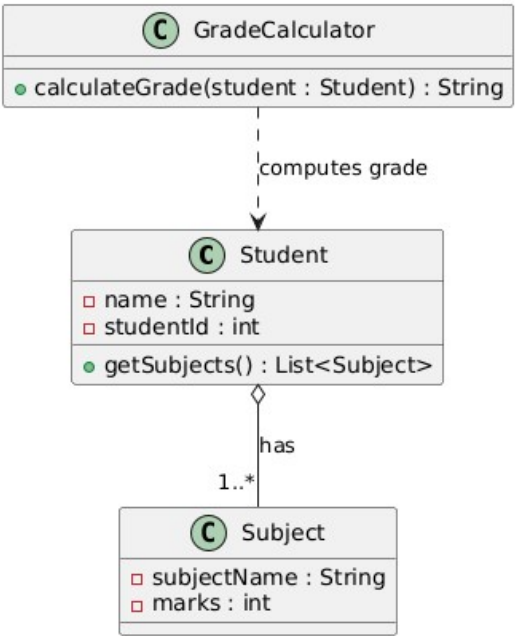 C GradeCalculator
calculateGrade(student : Student) : String
computes grade
C Student
name : String
studentId : int
getSubjects() : List<Subject>
has
1..*
C Subject
subjectName : String
marks : int